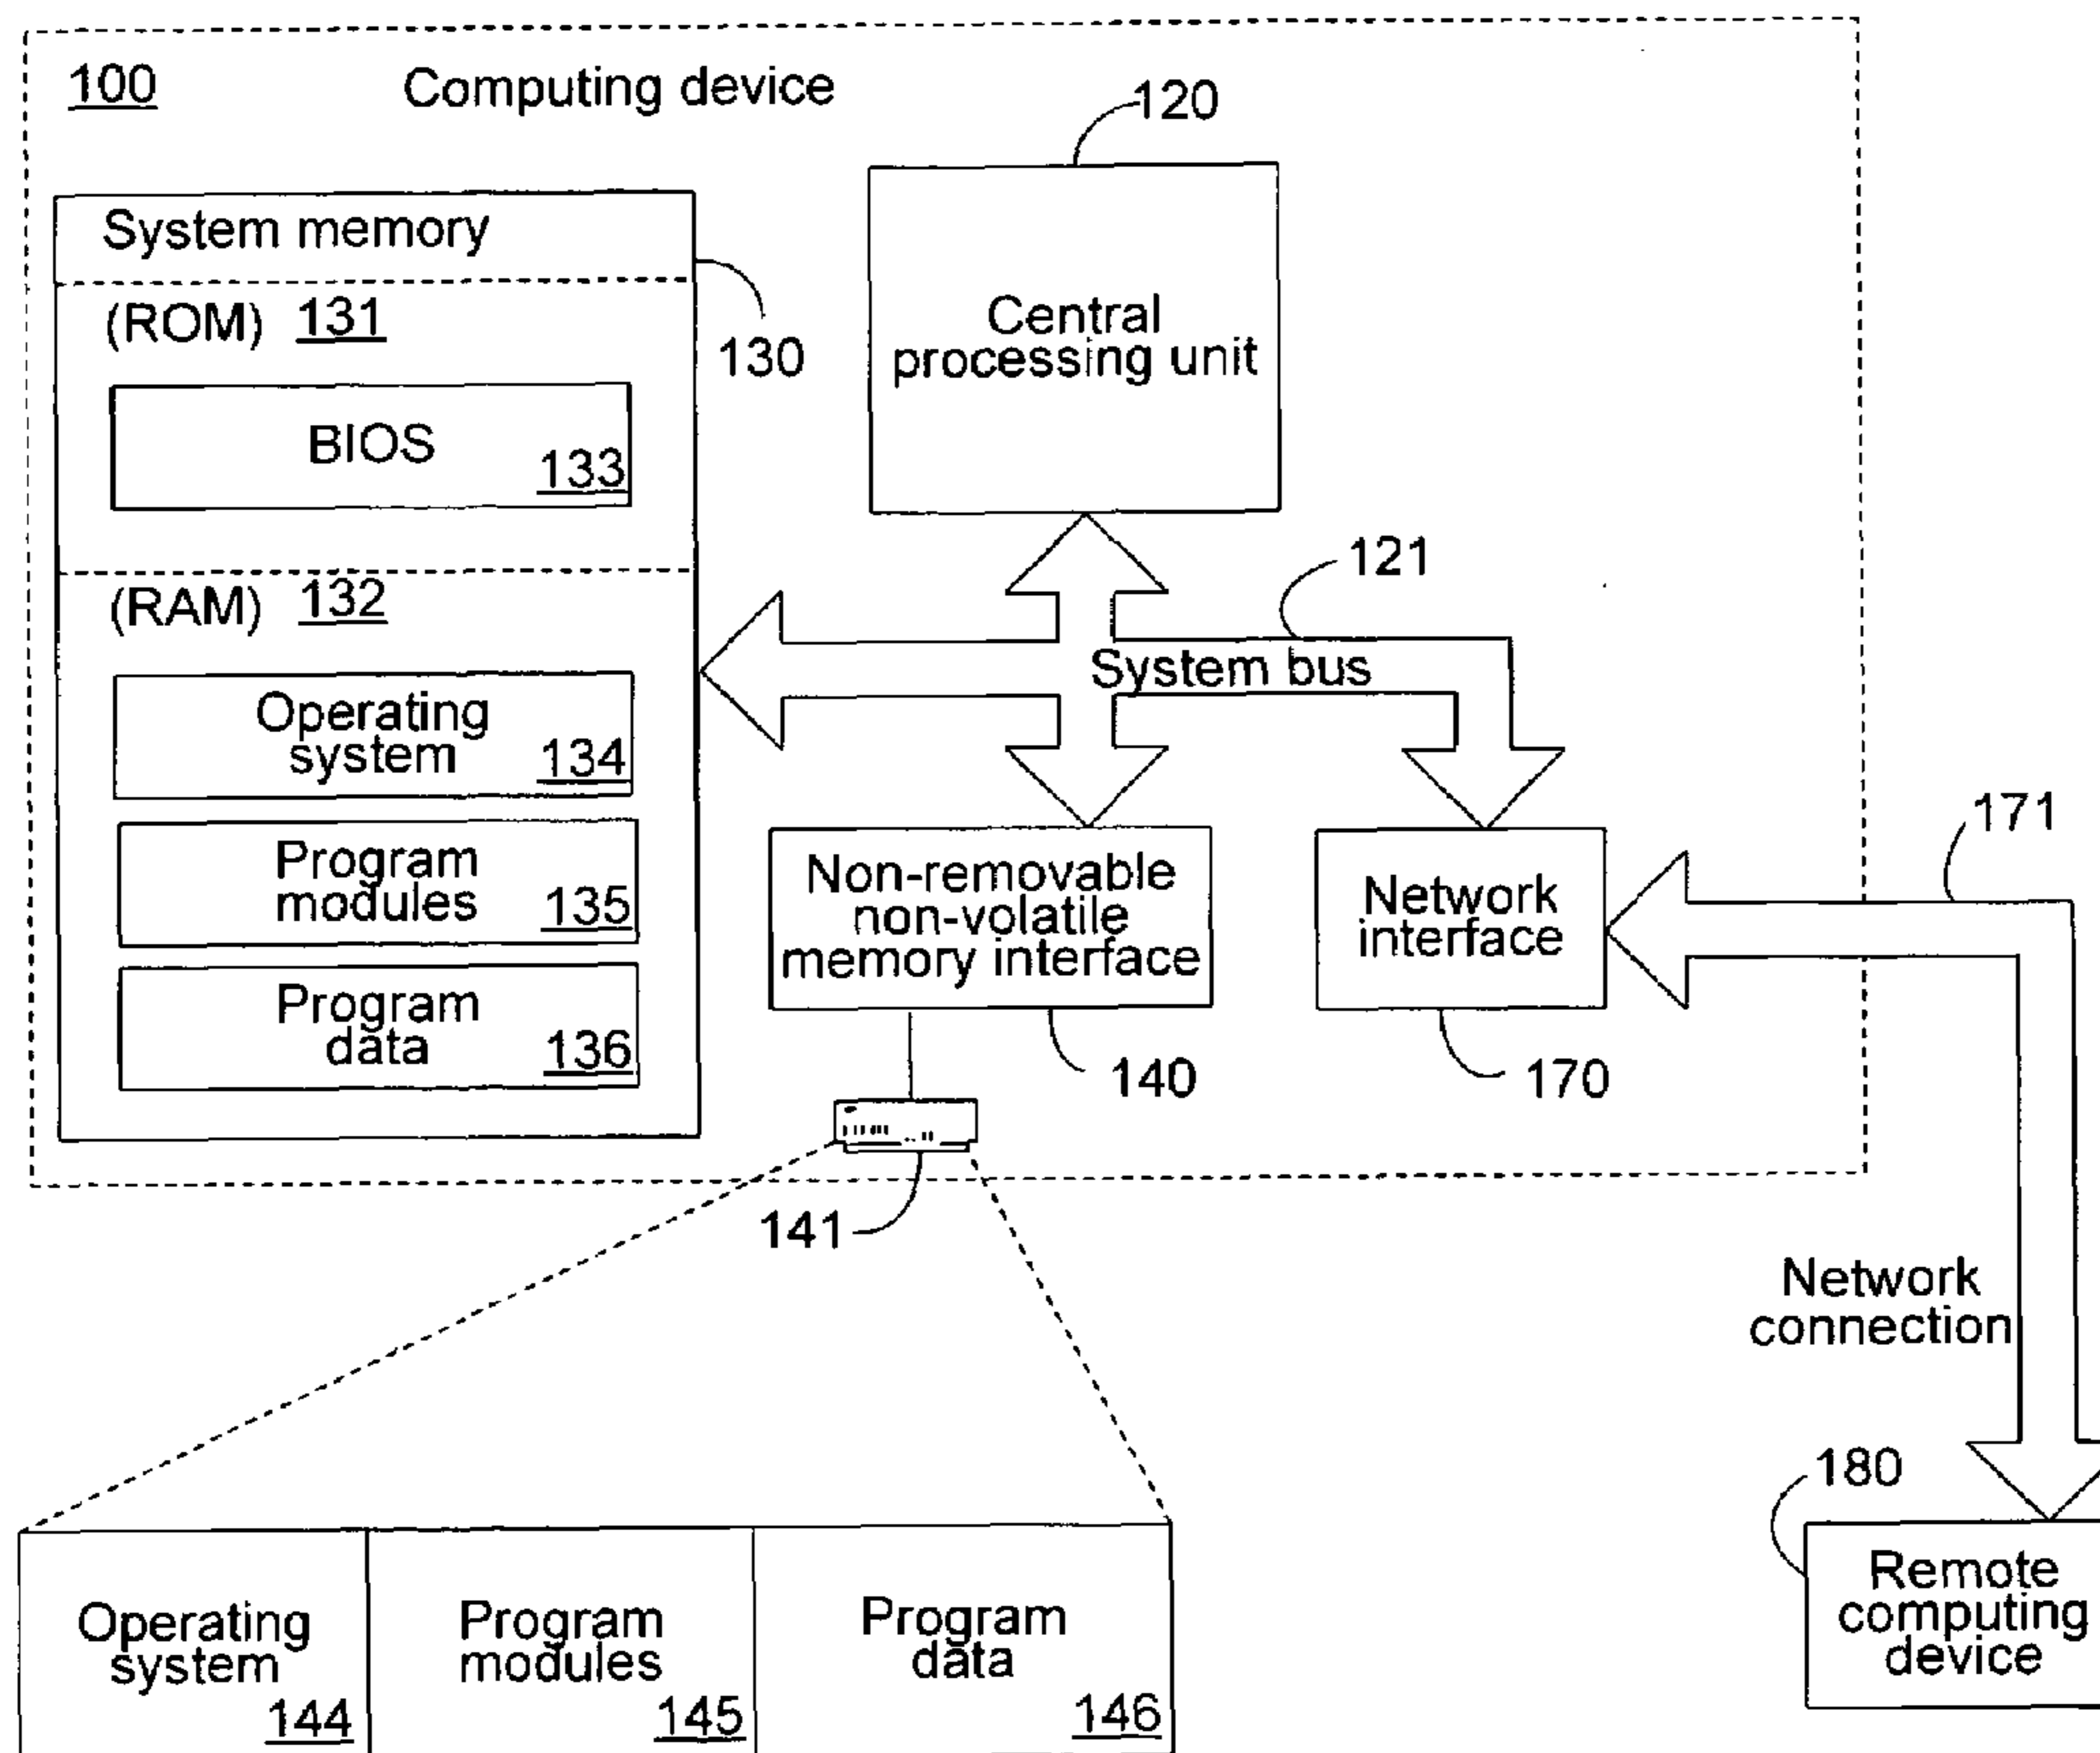 100
Computing device
120
System memory
130
(ROM) 131
BIOS
133
Central
processing unit
(RAM) 132
Operating
system
134
Program
modules
135
Program
data
136
121
System bus
Non-removable
non-volatile
memory interface
140
Network
interface
170
171
141
Network
connection
180
Remote
computing
device
Operating
system
144
Program
modules
145
Program
data
146